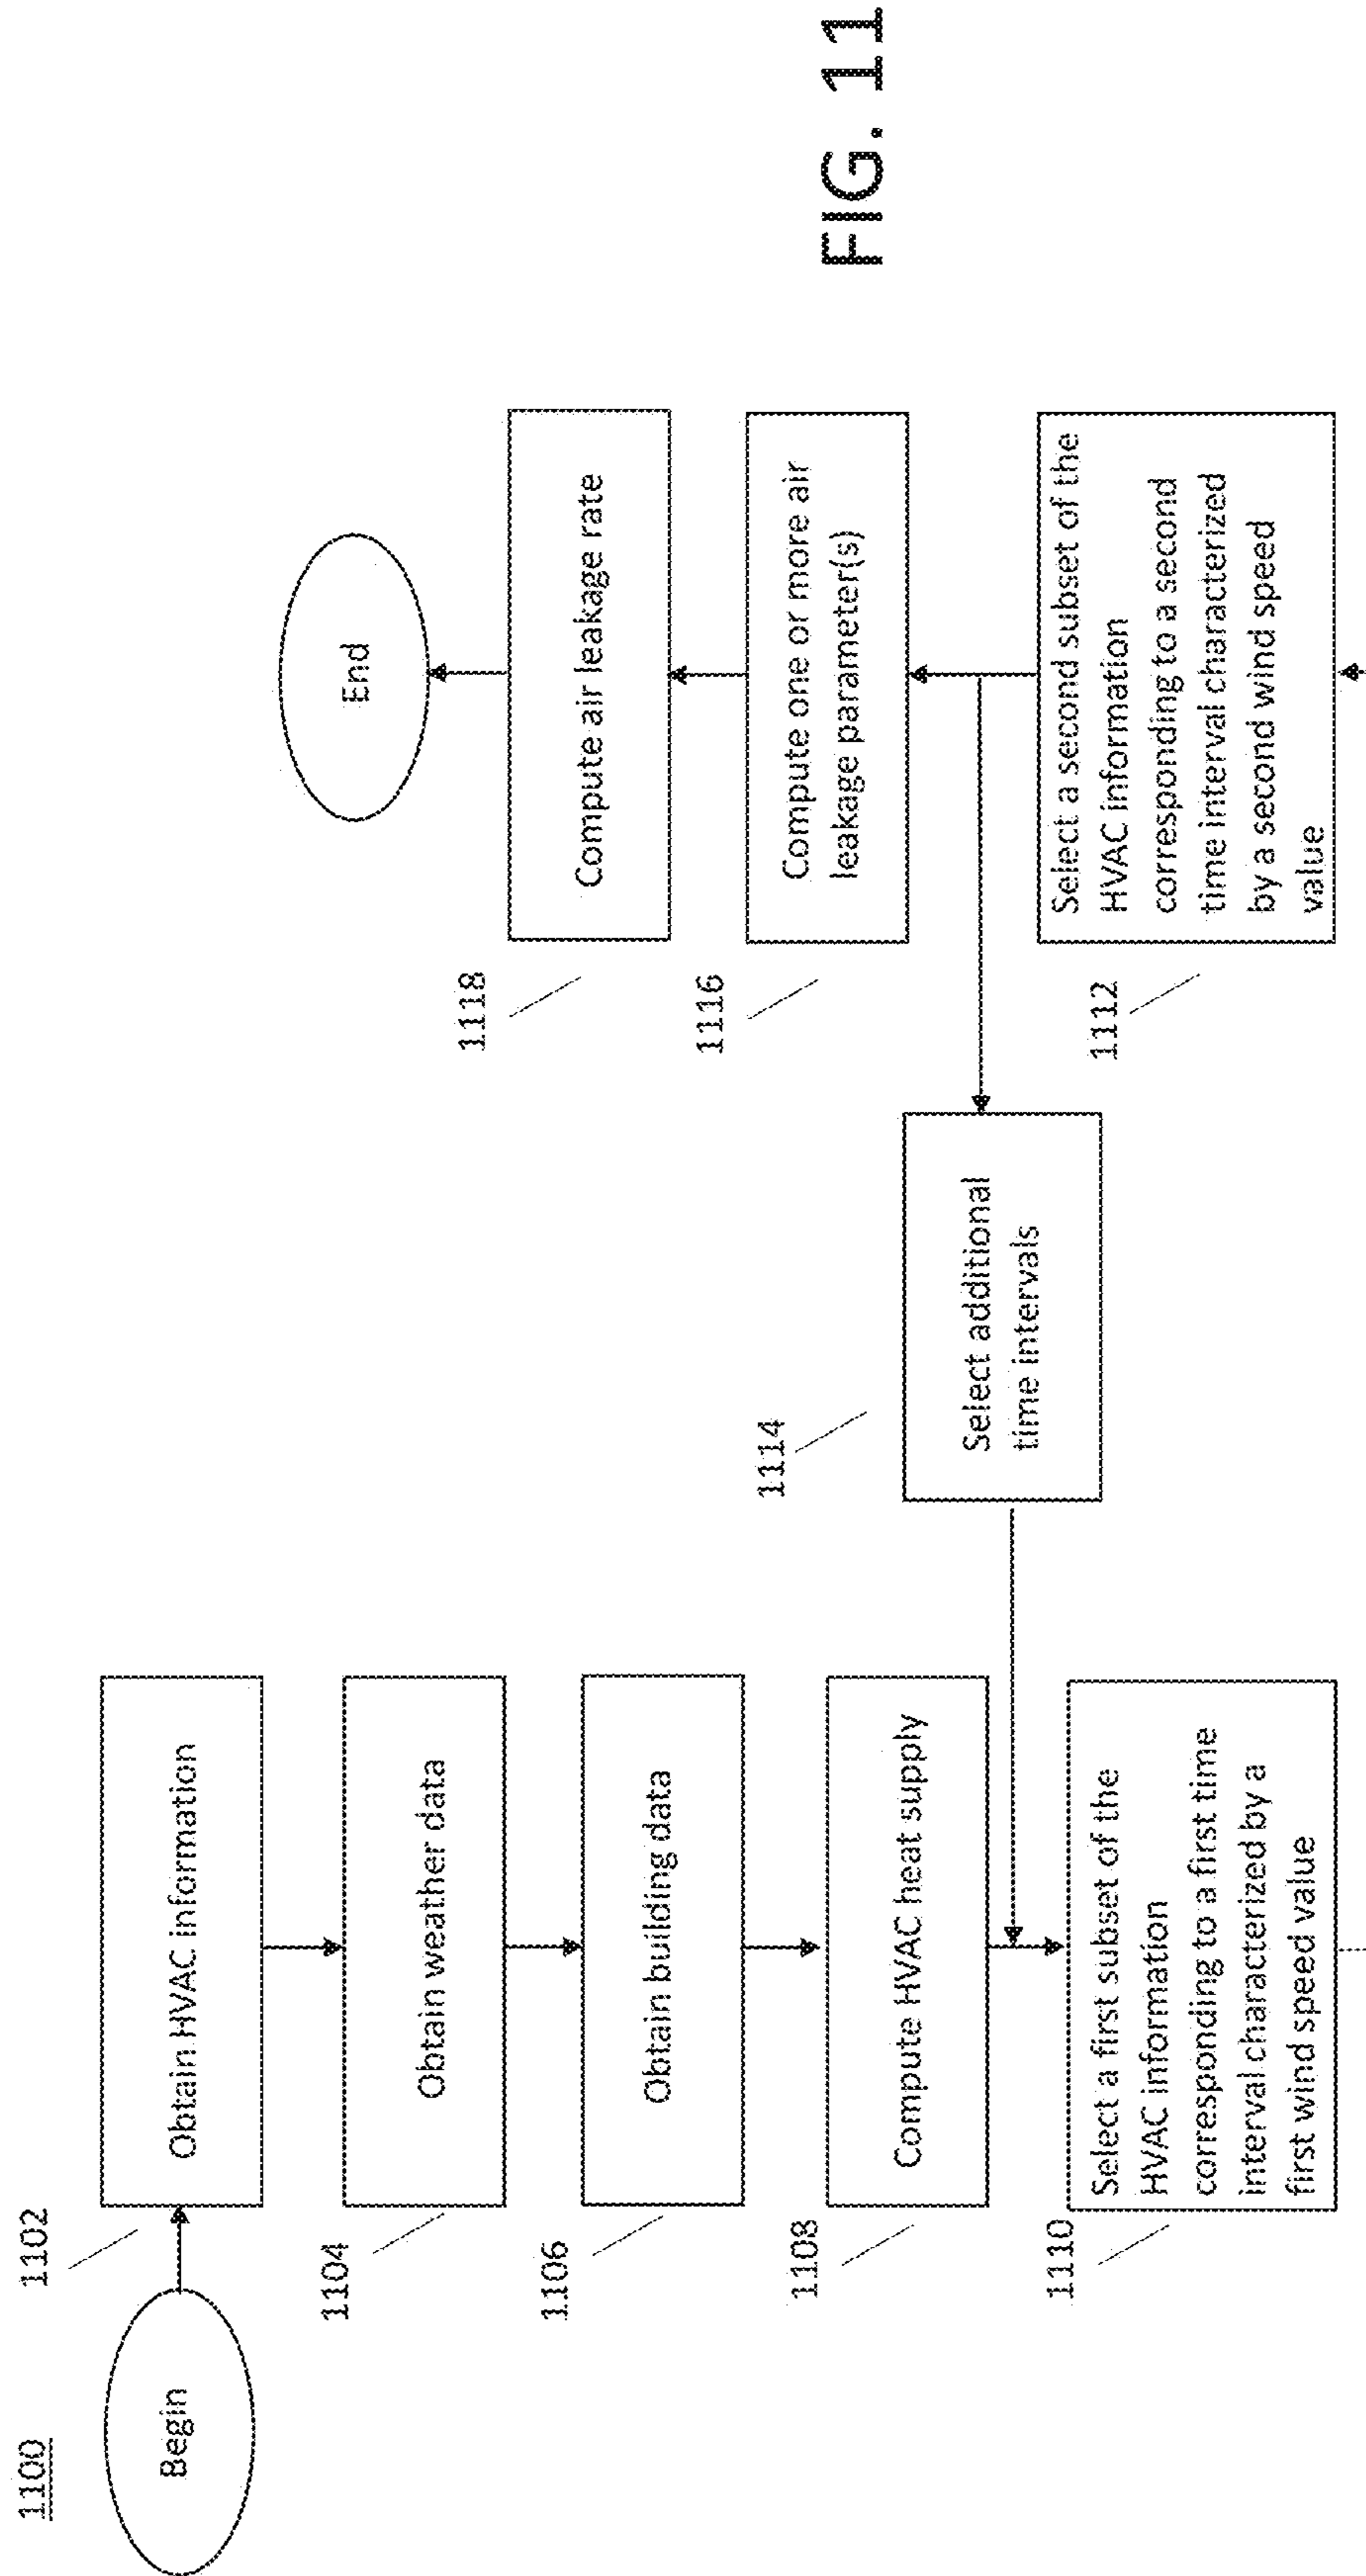 1100
Begin
1102
Obtain HVAC information
1104
Obtain weather data
1106
Obtain building data
1108
Compute HVAC heat supply
1110
Select a first subset of the
HVAC information
corresponding to a first time
interval characterized by a
first wind speed value
1114
Select additional
time intervals
1112
Select a second subset of the
HVAC information
corresponding to a second
time interval characterized
by a second wind speed
value
1116
Compute one or more air
leakage parameter(s)
1118
Compute air leakage rate
End
FIG. 11